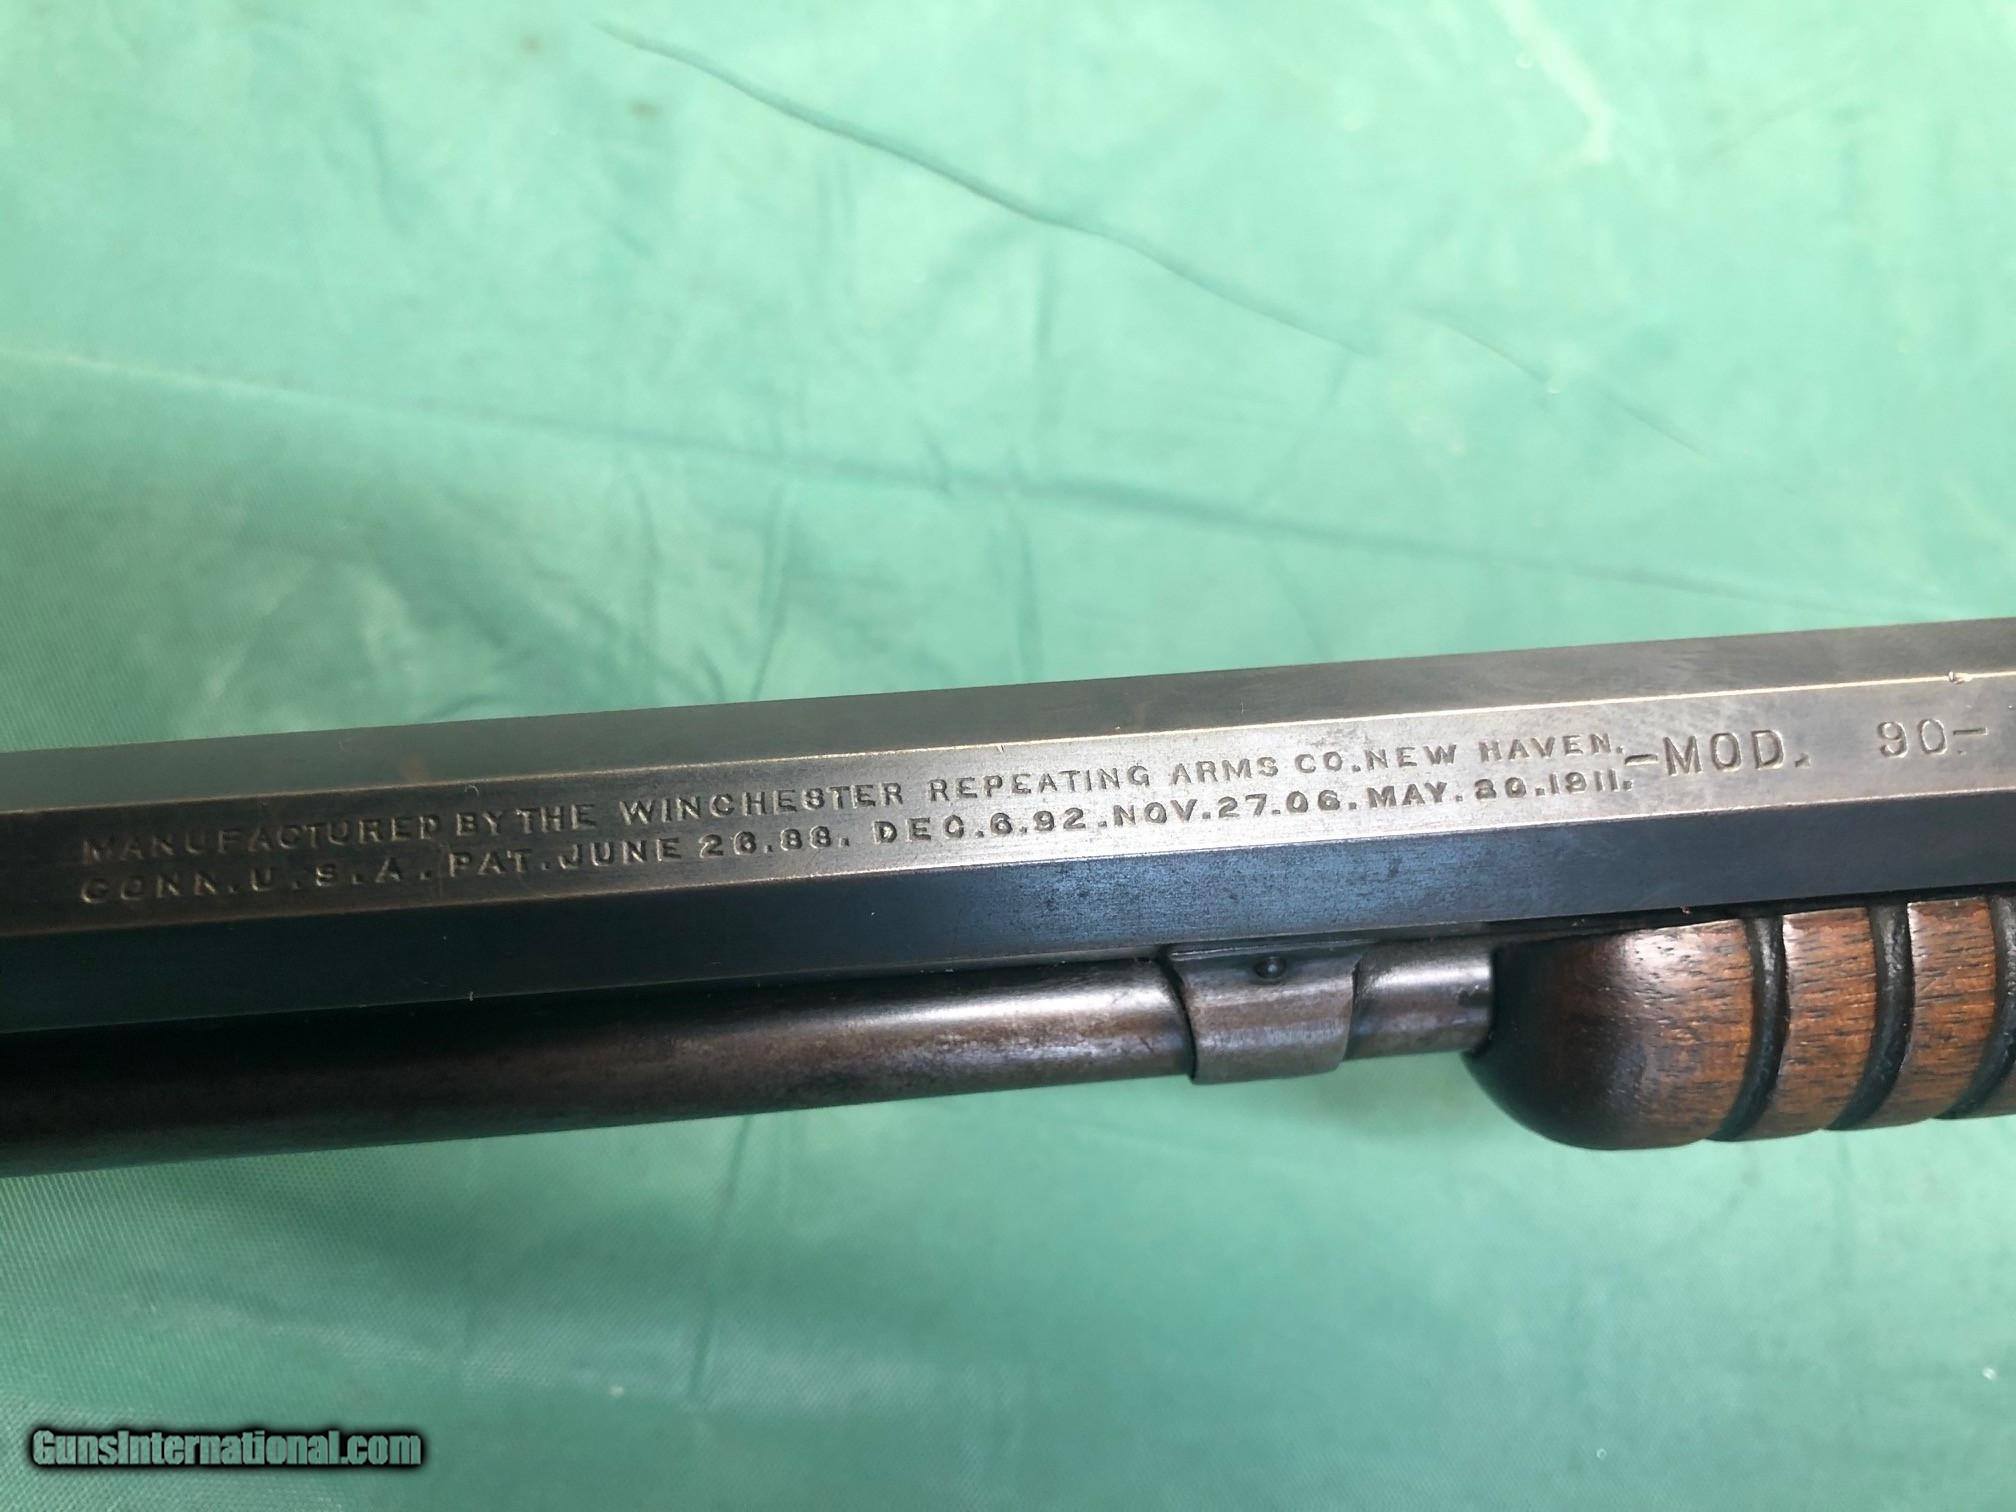 MANUFACTURED BY THE WINCHESTER REPEATING ARMS CO. NEW HAVEN.
CONN. U.S.A. PAT. JUNE 26.88. DEC.6.92. NOV.27.06. MAY.30.1911.
-MOD. 90-
GunsInternational.com